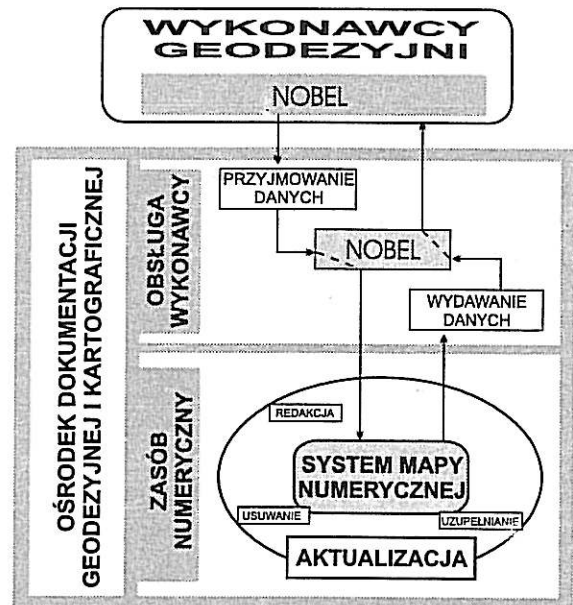 WYKONAWCY
GEODEZYJNI
NOBEL
OŚRODEK DOKUMENTACJI
GEODEZYJNEJ I KARTOGRAFICZNEJ
OBSŁUGA
WYKONAWCY
PRZYJMOWANIE
DANYCH
NOBEL
WYDAWANIE
DANYCH
ZASÓB
NUMERYCZNY
REDAKCJA
SYSTEM MAPY
NUMERYCZNEJ
USUWANIE
UZUPEŁNIANIE
AKTUALIZACJA